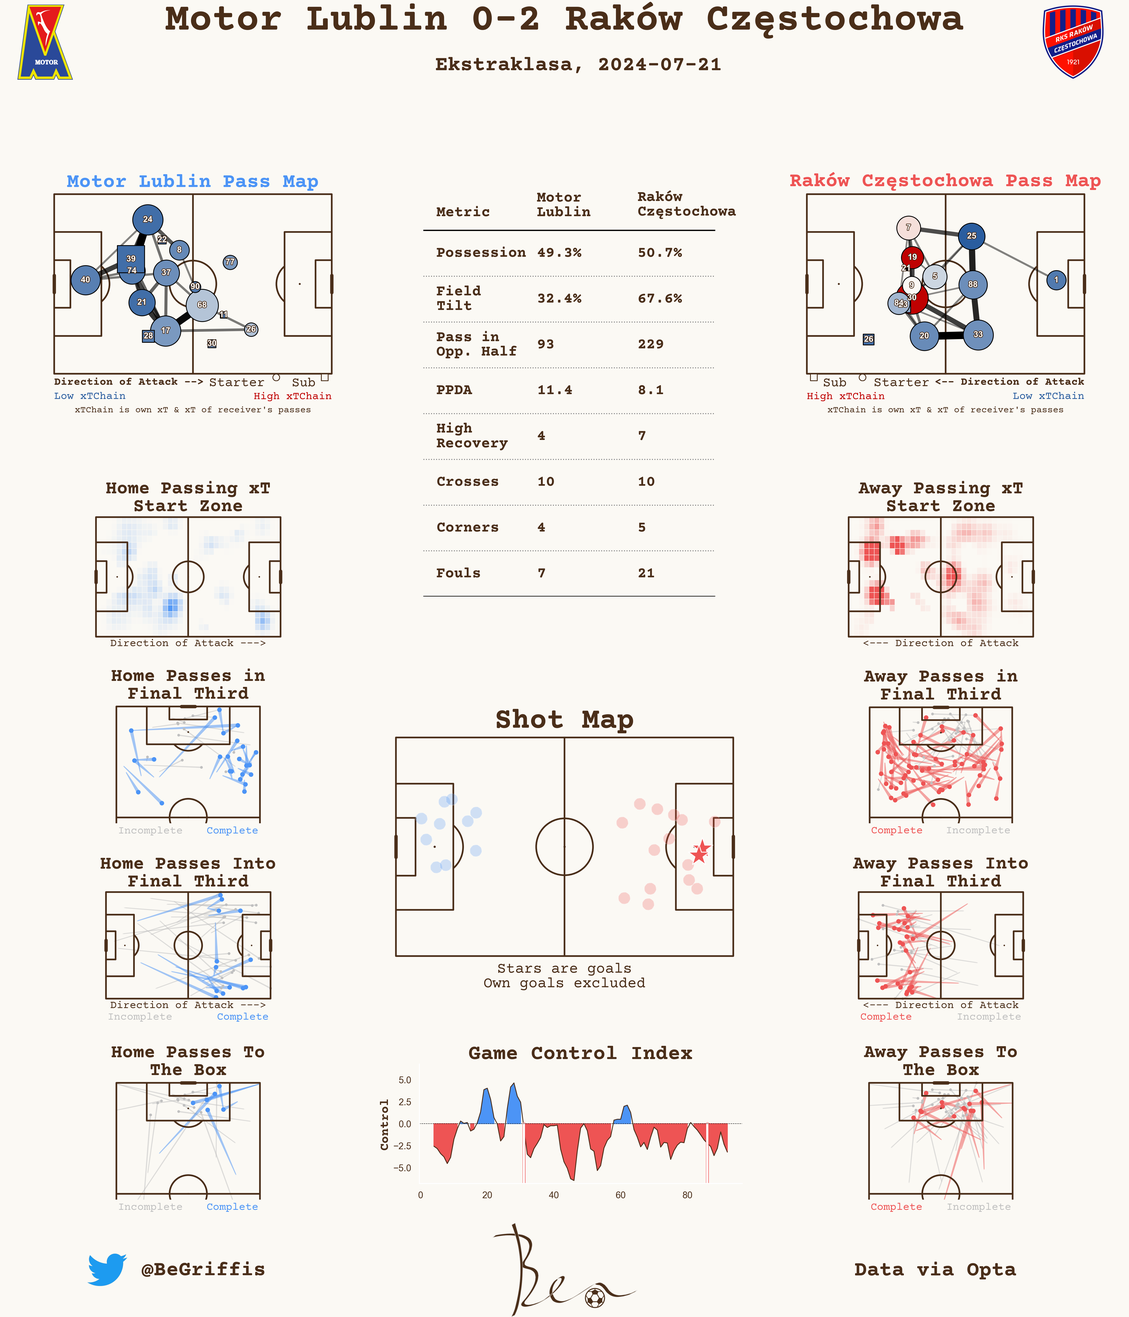 Motor Lublin 0-2 Raków Częstochowa
Ekstraklasa, 2024-07-21
MOTOR
RKS RAKÓW
CZĘSTOCHOWA
1921
Motor Lublin Pass Map
24
22
8
39
74
37
77
40
90
21
68
11
17
26
28
30
Direction of Attack --> Starter Sub
Low xTChain High xTChain
xTChain is own xT & xT of receiver's passes
Metric Motor Lublin Raków Częstochowa
Possession 49.3% 50.7%
Field Tilt 32.4% 67.6%
Pass in Opp. Half 93 229
PPDA 11.4 8.1
High Recovery 4 7
Crosses 10 10
Corners 4 5
Fouls 7 21
Raków Częstochowa Pass Map
7
25
19
5
1
9
88
30
84
20
33
26
Sub Starter <-- Direction of Attack
High xTChain Low xTChain
xTChain is own xT & xT of receiver's passes
Home Passing xT
Start Zone
Direction of Attack --->
Away Passing xT
Start Zone
<--- Direction of Attack
Home Passes in
Final Third
Incomplete Complete
Away Passes in
Final Third
Complete Incomplete
Shot Map
Stars are goals
Own goals excluded
Home Passes Into
Final Third
Direction of Attack --->
Incomplete Complete
Away Passes Into
Final Third
<--- Direction of Attack
Complete Incomplete
Home Passes To
The Box
Incomplete Complete
Game Control Index
Control
5.0
2.5
0.0
−2.5
−5.0
0 20 40 60 80
Away Passes To
The Box
Complete Incomplete
@BeGriffis
Bea
Data via Opta